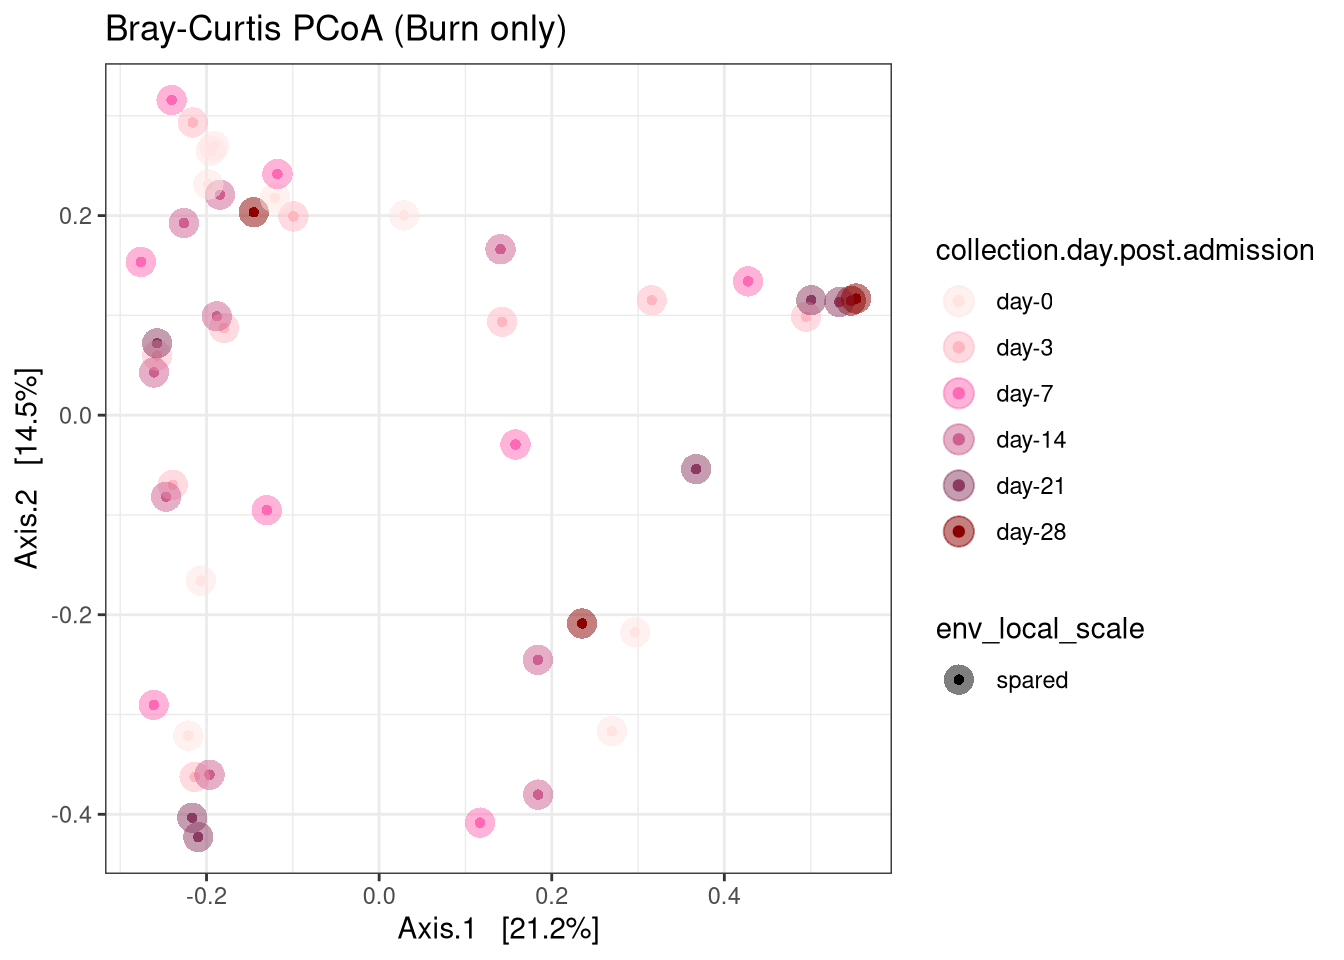 Bray-Curtis PCoA (Burn only)
0.2
0.0
-0.2
-0.4
Axis.2 [14.5%]
-0.2 0.0 0.2 0.4
Axis.1 [21.2%]
collection.day.post.admission
day-0
day-3
day-7
day-14
day-21
day-28
env_local_scale
spared